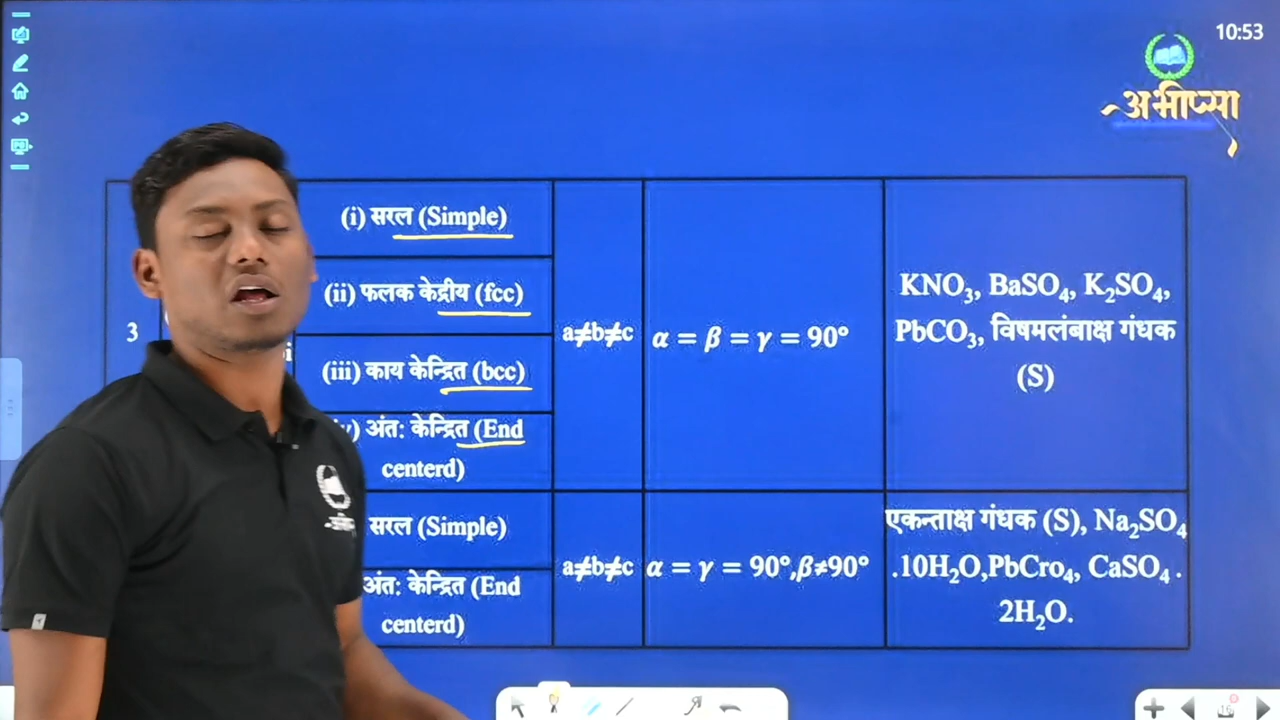 10:53
अभीप्सा
(i) सरल (Simple)
(ii) फलक केद्रीय (fcc)
3
(iii) काय केन्द्रित (bcc)
अंत: केन्द्रित (End
centerd)
a≠b≠c
α = β = γ = 90°
KNO₃, BaSO₄, K₂SO₄,
PbCO₃, विषमलंबाक्ष गंधक
(S)
सरल (Simple)
अंत: केन्द्रित (End
centerd)
a≠b≠c
α = γ = 90°,β≠90°
एकन्ताक्ष गंधक (S), Na₂SO₄
.10H₂O,PbCro₄, CaSO₄ .
2H₂O.
16